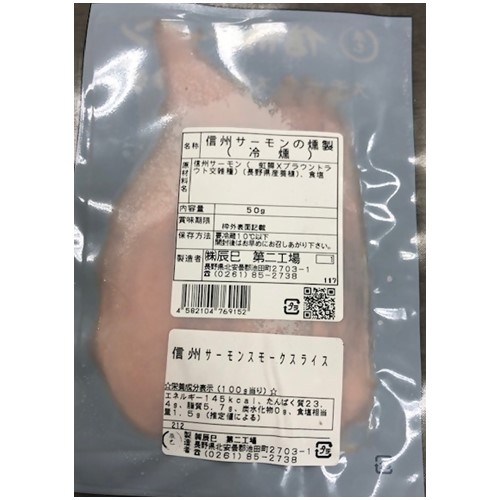 名称 信州サーモンの燻製
(冷燻)
原材料名 信州サーモン( 虹鱒Xブラウントラ
ウト交雑種)(長野県産養殖)、食塩
内容量 50g
賞味期限 枠外表面記載
保存方法 要冷蔵10℃以下
開封後はお早めにお召しあがり下さい。
製造者 ㈱辰巳 第二工場 1
長野県北安曇郡池田町2703-1
☎(0261)85-2738
117
4582104769152
信州サーモンスモークスライス
☆栄養成分表示(100g当り)☆
エネルギー145kcal、たんぱく質23.
4g、脂質5.7g、炭水化物0g、食塩相当
量1.5g(推定値による)
212
製造者 ㈱辰巳 第二工場
長野県北安曇郡池田町2703-1
☎(0261)85-2738